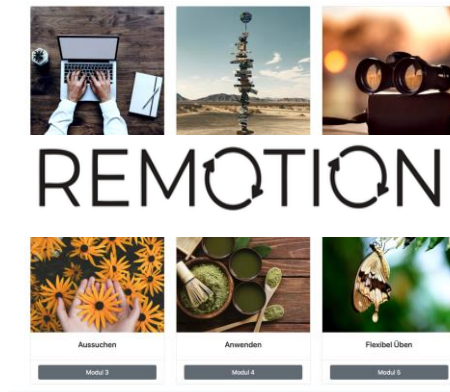 REMOTION
Aussuchen
Anwenden
Flexibel Üben
Modul 3
Modul 4
Modul 5